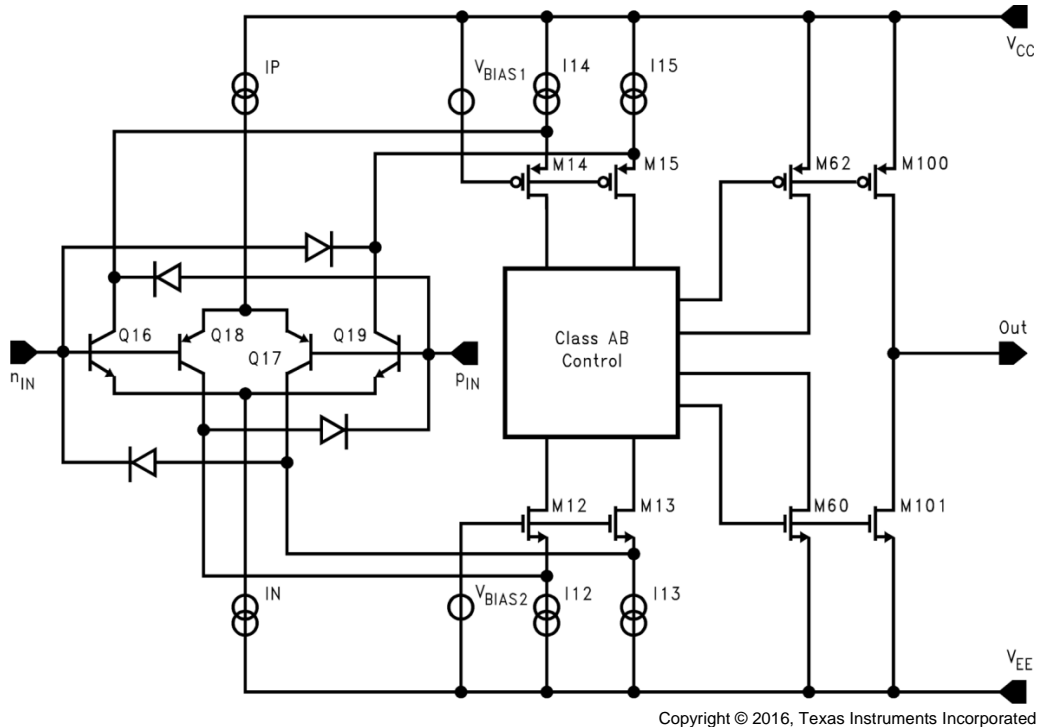 V_CC
IP
V_BIAS1
I14
I15
M14
M15
M62
M100
Q16
Q18
Q17
Q19
n_IN
p_IN
Class AB
Control
Out
M12
M13
M60
M101
IN
V_BIAS2
I12
I13
V_EE
Copyright © 2016, Texas Instruments Incorporated